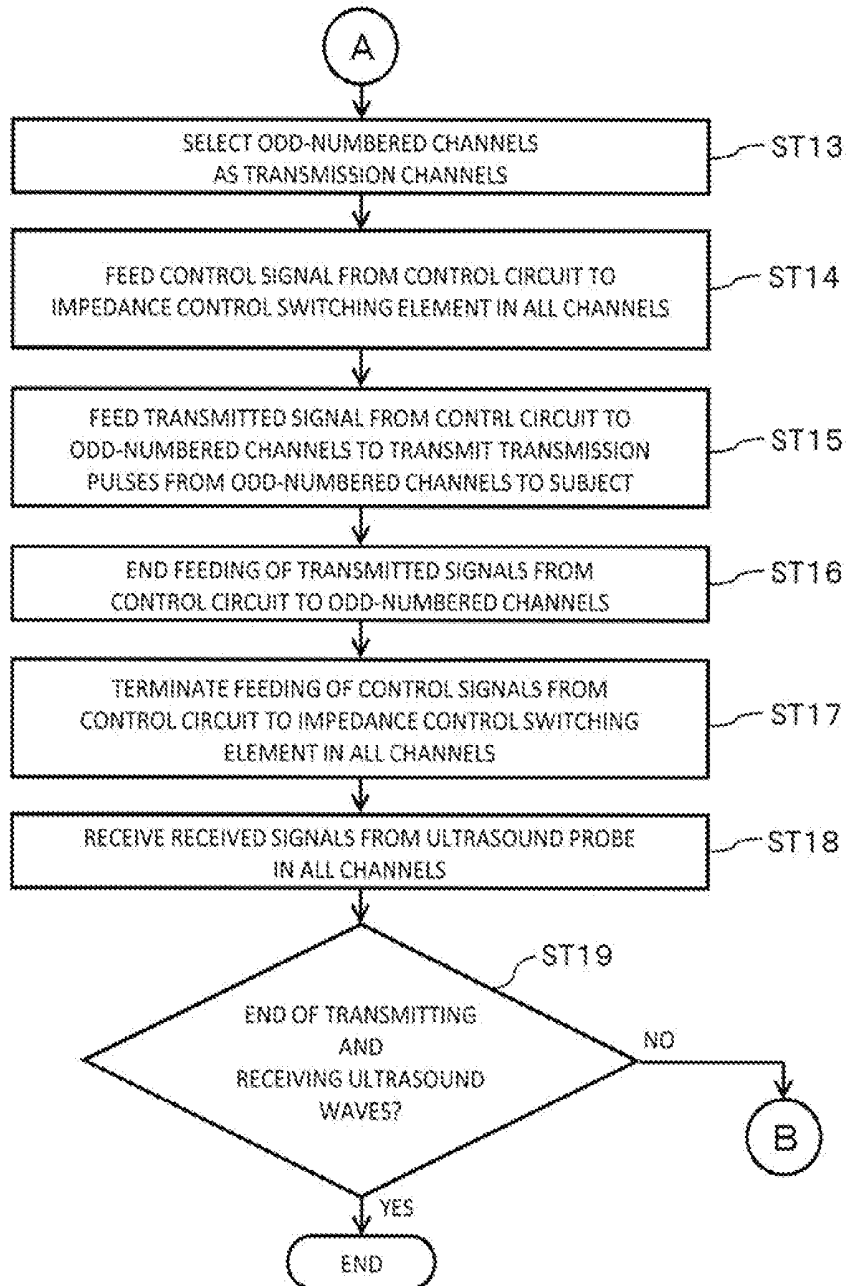 A
SELECT ODD-NUMBERED CHANNELS
AS TRANSMISSION CHANNELS
ST13
FEED CONTROL SIGNAL FROM CONTROL CIRCUIT TO
IMPEDANCE CONTROL SWITCHING ELEMENT IN ALL CHANNELS
ST14
FEED TRANSMITTED SIGNAL FROM CONTRL CIRCUIT TO
ODD-NUMBERED CHANNELS TO TRANSMIT TRANSMISSION
PULSES FROM ODD-NUMBERED CHANNELS TO SUBJECT
ST15
END FEEDING OF TRANSMITTED SIGNALS FROM
CONTROL CIRCUIT TO ODD-NUMBERED CHANNELS
ST16
TERMINATE FEEDING OF CONTROL SIGNALS FROM
CONTROL CIRCUIT TO IMPEDANCE CONTROL SWITCHING
ELEMENT IN ALL CHANNELS
ST17
RECEIVE RECEIVED SIGNALS FROM ULTRASOUND PROBE
IN ALL CHANNELS
ST18
ST19
END OF TRANSMITTING
AND
RECEIVING ULTRASOUND
WAVES?
NO
B
YES
END